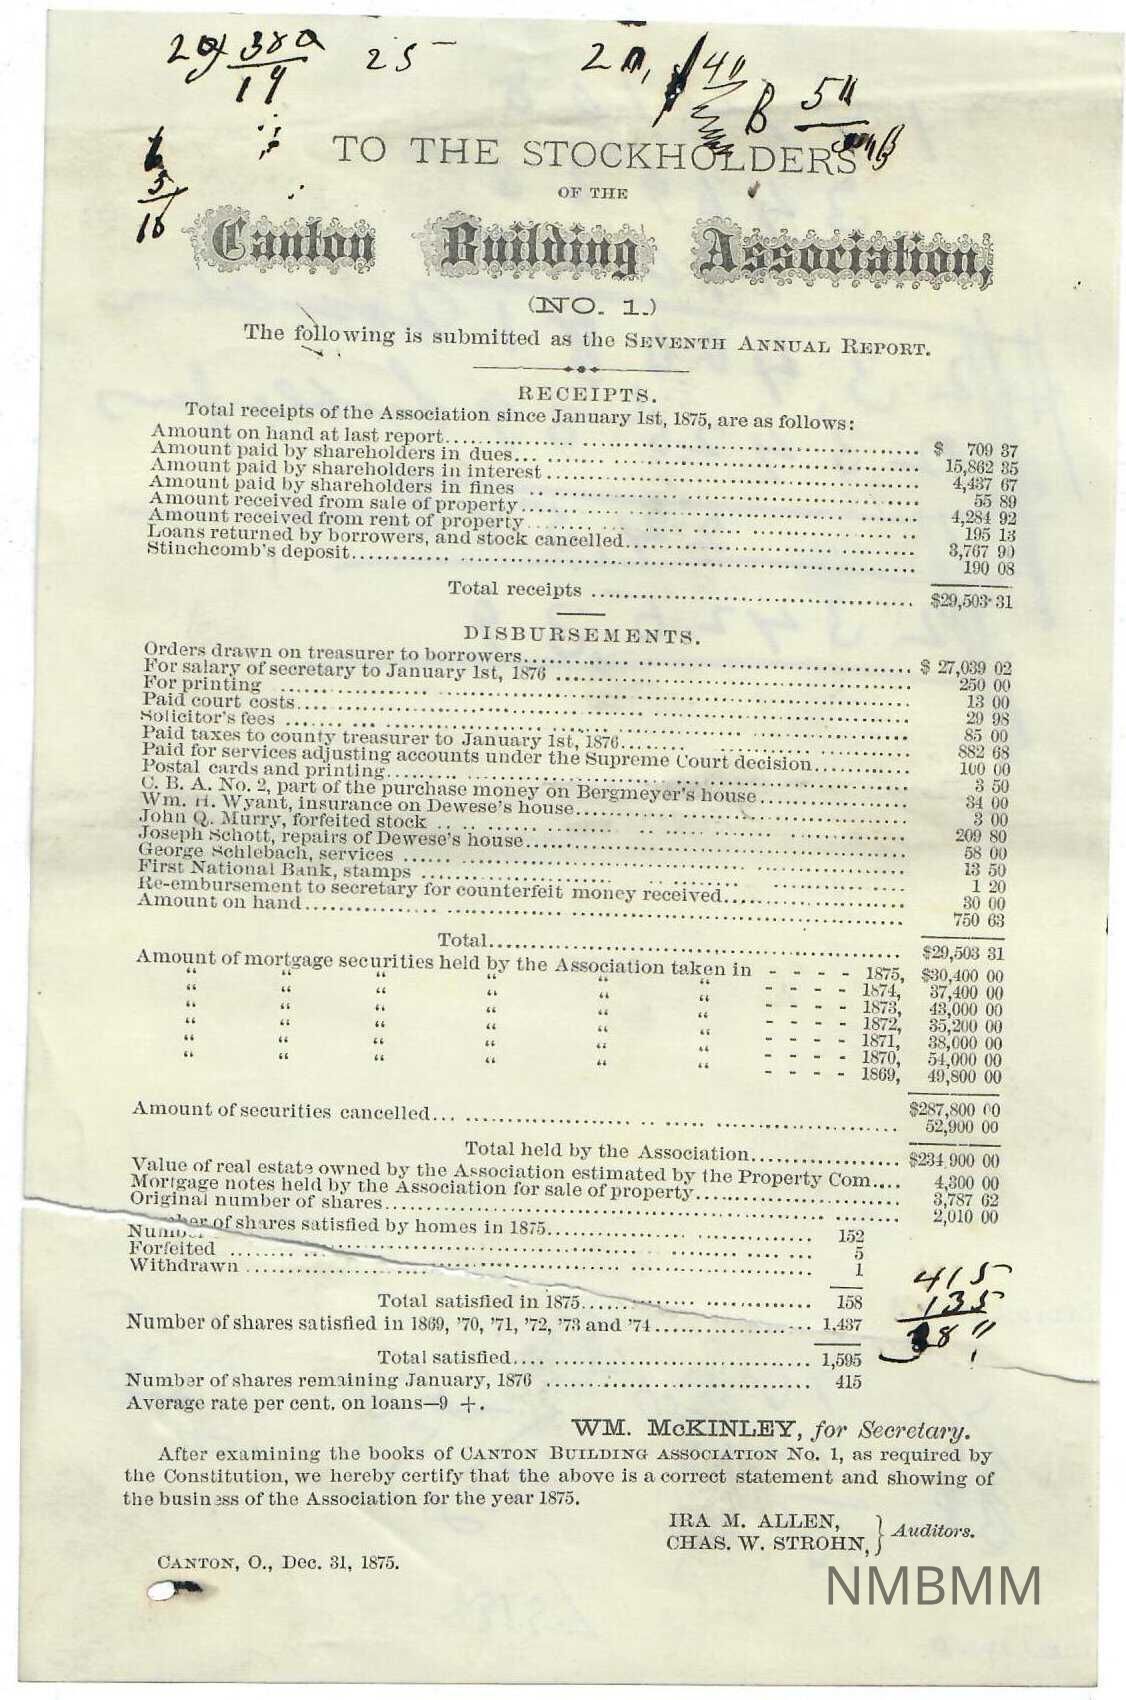 20) 380
19
25
TO THE STOCKHOLDERS
OF THE
Canton Building Association,
(NO. 1.)
The following is submitted as the SEVENTH ANNUAL REPORT.
RECEIPTS.
Total receipts of the Association since January 1st, 1875, are as follows:
Amount on hand at last report $ 709 37
Amount paid by shareholders in dues 15,862 35
Amount paid by shareholders in interest 4,437 67
Amount paid by shareholders in fines 55 89
Amount received from sale of property 4,284 92
Amount received from rent of property 195 13
Loans returned by borrowers, and stock cancelled 3,767 90
Stinchcomb's deposit 190 08
Total receipts $29,503 31
DISBURSEMENTS.
Orders drawn on treasurer to borrowers $ 27,039 02
For salary of secretary to January 1st, 1876 250 00
For printing 13 00
Paid court costs 29 98
Solicitor's fees 85 00
Paid taxes to county treasurer to January 1st, 1876 882 68
Paid for services adjusting accounts under the Supreme Court decision 100 00
Postal cards and printing 3 50
C. B. A. No. 2, part of the purchase money on Bergmeyer's house 34 00
Wm. H. Wyant, insurance on Dewese's house 3 00
John Q. Murry, forfeited stock 209 80
Joseph Schott, repairs of Dewese's house 58 00
George Schlebach, services 13 50
First National Bank, stamps 1 20
Re-embursement to secretary for counterfeit money received 30 00
Amount on hand 750 63
Total $29,503 31
Amount of mortgage securities held by the Association taken in - - - - 1875, $30,400 00
“ “ “ “ “ “ - - - - 1874, 37,400 00
“ “ “ “ “ “ - - - - 1873, 43,000 00
“ “ “ “ “ “ - - - - 1872, 35,200 00
“ “ “ “ “ “ - - - - 1871, 38,000 00
“ “ “ “ “ “ - - - - 1870, 54,000 00
“ “ “ “ “ “ - - - - 1869, 49,800 00
$287,800 00
Amount of securities cancelled 52,900 00
Total held by the Association $234,900 00
Value of real estate owned by the Association estimated by the Property Com. 4,300 00
Mortgage notes held by the Association for sale of property 3,787 62
Original number of shares 2,010 00
Number of shares satisfied by homes in 1875 152
Forfeited 5
Withdrawn 1
415
135
Total satisfied in 1875 158
Number of shares satisfied in 1869, '70, '71, '72, '73 and '74 1,437
Total satisfied 1,595
Number of shares remaining January, 1876 415
Average rate per cent. on loans—9 +.
WM. McKINLEY, for Secretary.
After examining the books of CANTON BUILDING ASSOCIATION No. 1, as required by
the Constitution, we hereby certify that the above is a correct statement and showing of
the business of the Association for the year 1875.
IRA M. ALLEN,
CHAS. W. STROHN, } Auditors.
CANTON, O., Dec. 31, 1875.
NMBMM